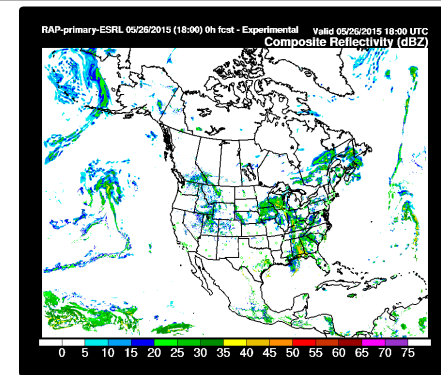 RAP-primary-ESRL 05/26/2015 (18:00) 0h fcst - Experimental Valid 05/26/2015 18:00 UTC
Composite Reflectivity (dBZ)
0 5 10 15 20 25 30 35 40 45 50 55 60 65 70 75